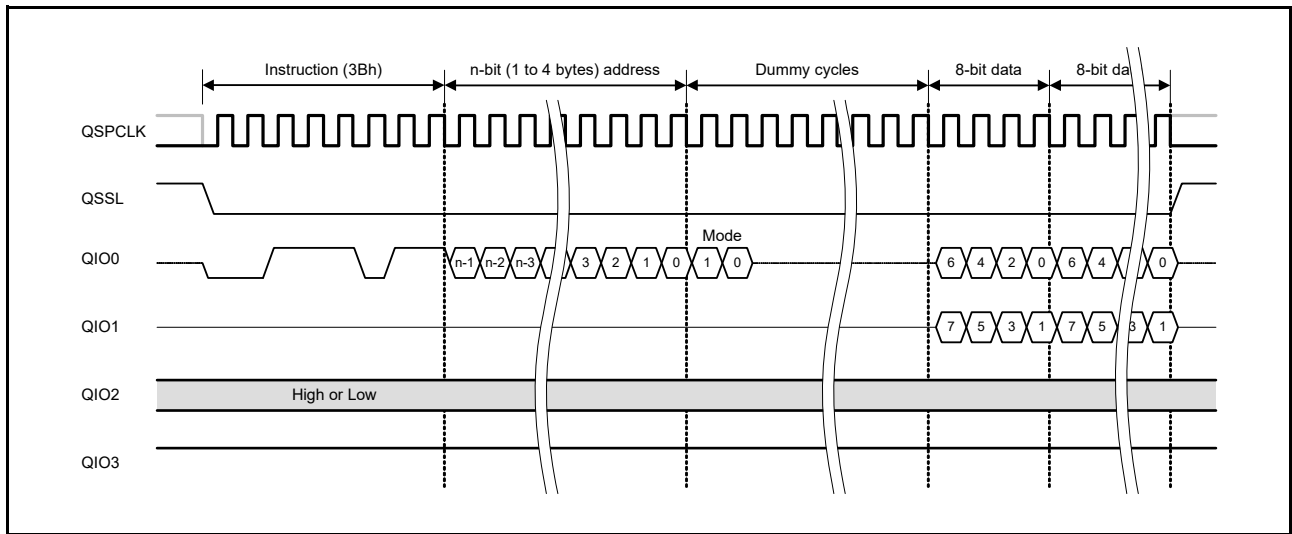 Instruction (3Bh) n-bit (1 to 4 bytes) address Dummy cycles 8-bit data 8-bit da
QSPCLK
QSSL
Mode
QIO0 n-1 n-2 n-3 3 2 1 0 1 0 6 4 2 0 6 4 0
QIO1 7 5 3 1 7 5 3 1
QIO2 High or Low
QIO3